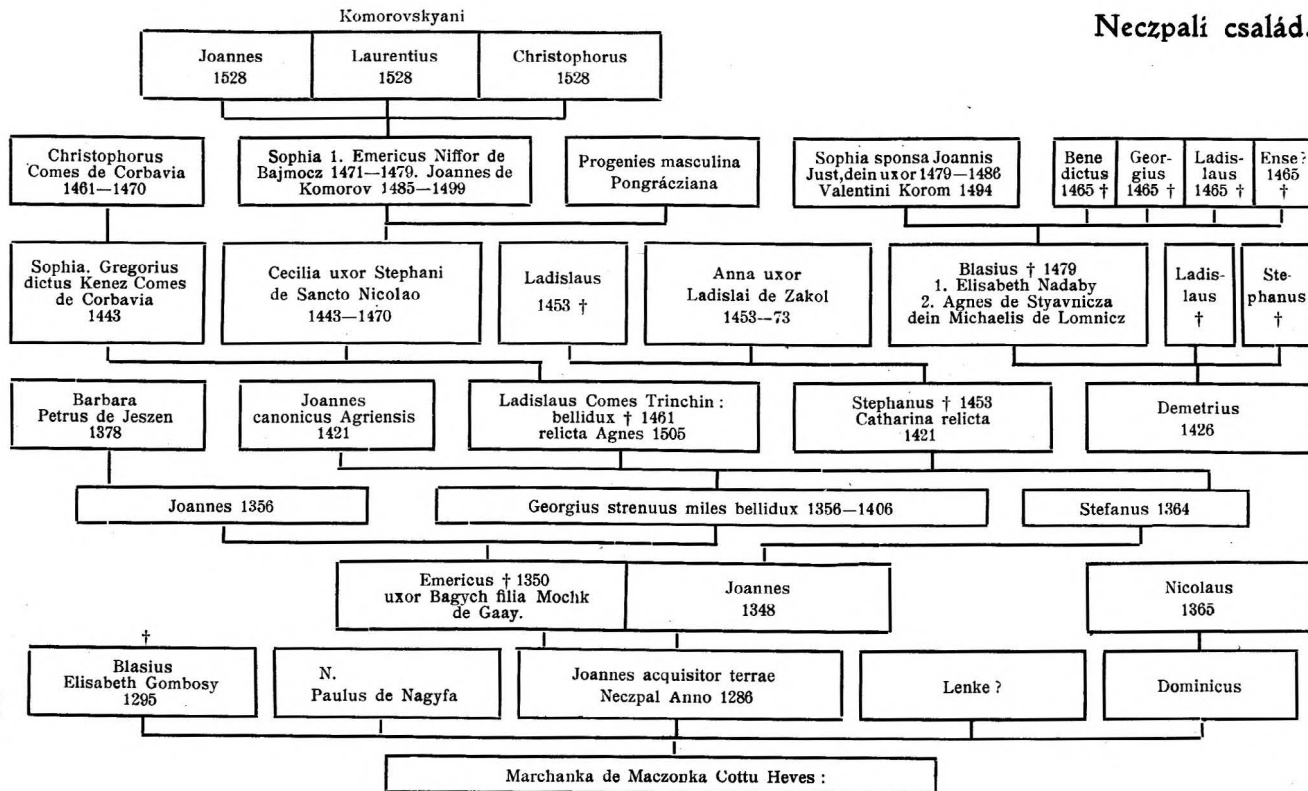 Komorovskyani
Neczpali család.
Joannes
1528
Laurentius
1528
Christophorus
1528
Christophorus
Comes de Corbavia
1461—1470
Sophia 1. Emericus Niffor de
Bajmocz 1471—1479. Joannes de
Komorov 1485—1499
Progenies masculina
Pongrácziana
Sophia sponsa Joannis
Just, dein uxor 1479—1486
Valentini Korom 1494
Bene
dictus
1465 †
Geor-
gius
1465 †
Ladis-
laus
1465 †
Ense ?
1465
†
Sophia. Gregorius
dictus Kenez Comes
de Corbavia
1443
Cecilia uxor Stephani
de Sancto Nicolao
1443—1470
Ladislaus
1453 †
Anna uxor
Ladislai de Zakol
1453--73
Blasius † 1479
1. Elisabeth Nadaby
2. Agnes de Styavnicza
dein Michaelis de Lomnicz
Ladis-
laus
†
Ste-
phanus
†
Barbara
Petrus de Jeszen
1378
Joannes
canonicus Agriensis
1421
Ladislaus Comes Trinchin :
bellidux † 1461
relicta Agnes 1505
Stephanus † 1453
Catharina relicta
1421
Demetrius
1426
Joannes 1356
Georgius strenuus miles bellidux 1356—1406
Stefanus 1364
Emericus † 1350
uxor Bagych filia Mochk
de Gaay.
Joannes
1348
Nicolaus
1365
†
Blasius
Elisabeth Gombosy
1295
N.
Paulus de Nagyfa
Joannes acquisitor terrae
Neczpal Anno 1286
Lenke ?
Dominicus
Marchanka de Maczonka Cottu Heves :